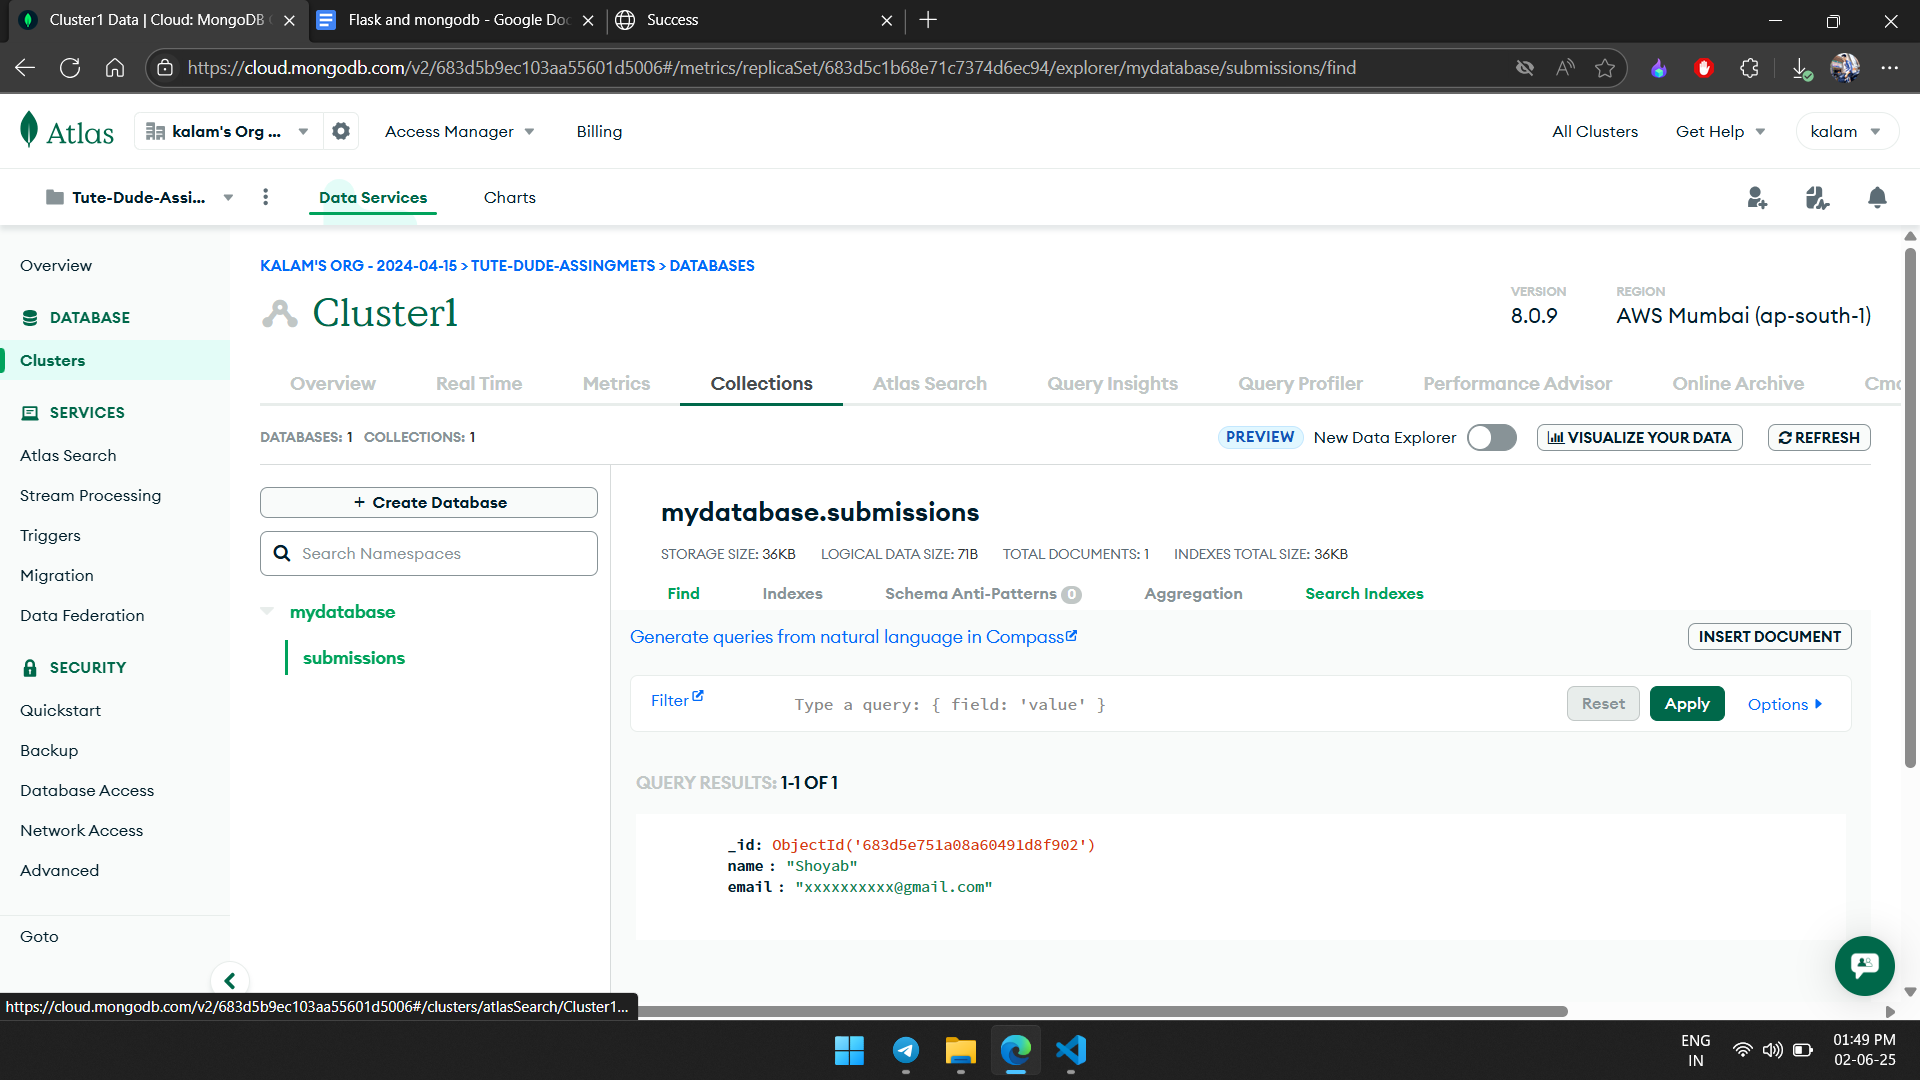 Cluster1 Data | Cloud: MongoDB
Flask and mongodb - Google Doc
Success
https://cloud.mongodb.com/v2/683d5b9ec103aa55601d5006#/metrics/replicaSet/683d5c1b68e71c7374d6ec94/explorer/mydatabase/submissions/find
Atlas
kalam's Org ...
Access Manager
Billing
All Clusters
Get Help
kalam
Tute-Dude-Assi...
Data Services
Charts
Overview
DATABASE
Clusters
SERVICES
Atlas Search
Stream Processing
Triggers
Migration
Data Federation
SECURITY
Quickstart
Backup
Database Access
Network Access
Advanced
Goto
KALAM'S ORG - 2024-04-15 > TUTE-DUDE-ASSINGMETS > DATABASES
Cluster1
VERSION
8.0.9
REGION
AWS Mumbai (ap-south-1)
Overview
Real Time
Metrics
Collections
Atlas Search
Query Insights
Query Profiler
Performance Advisor
Online Archive
Cmd
DATABASES: 1 COLLECTIONS: 1
PREVIEW
New Data Explorer
VISUALIZE YOUR DATA
REFRESH
+ Create Database
Search Namespaces
mydatabase
submissions
mydatabase.submissions
STORAGE SIZE: 36KB
LOGICAL DATA SIZE: 71B
TOTAL DOCUMENTS: 1
INDEXES TOTAL SIZE: 36KB
Find
Indexes
Schema Anti-Patterns 0
Aggregation
Search Indexes
Generate queries from natural language in Compass
INSERT DOCUMENT
Filter
Type a query: { field: 'value' }
Reset
Apply
Options
QUERY RESULTS: 1-1 OF 1
_id: ObjectId('683d5e751a08a60491d8f902')
name : "Shoyab"
email : "xxxxxxxxxx@gmail.com"
https://cloud.mongodb.com/v2/683d5b9ec103aa55601d5006#/clusters/atlasSearch/Cluster1...
ENG
IN
01:49 PM
02-06-25